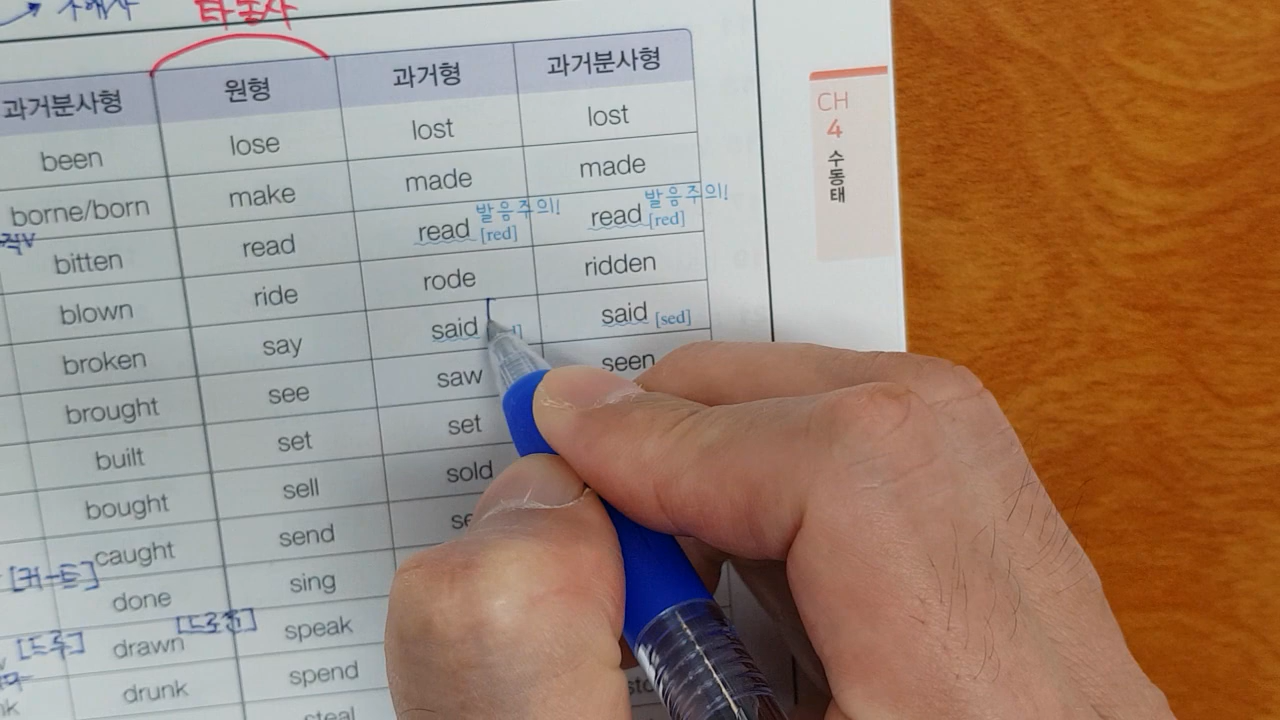 타동사
과거분사형 원형 과거형 과거분사형
been lose lost lost
borne/born make made made
발음주의! 발음주의!
bitten read read [red] read [red]
blown ride rode ridden
broken say said said [sed]
brought see saw seen
built set set
bought sell sold
caught send
done sing
drawn speak
drunk spend
steal
[드루]
CH
4
수동태